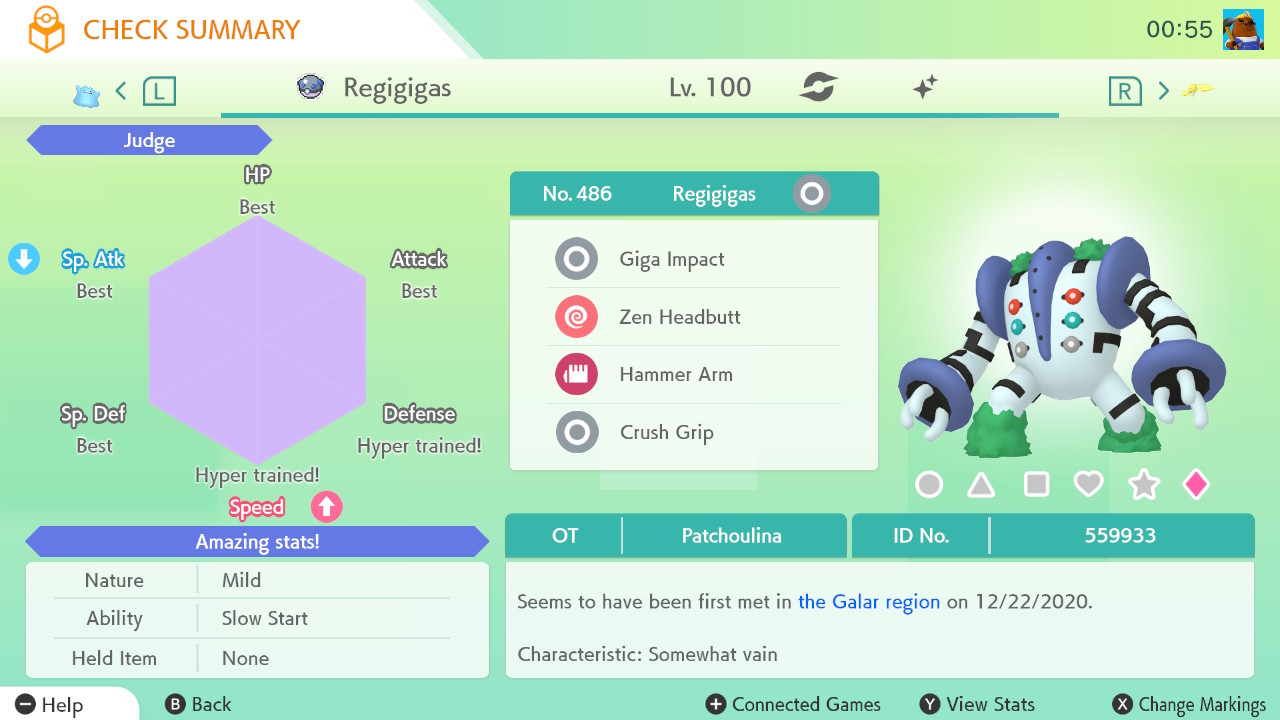 CHECK SUMMARY
00:55
L
Regigigas
Lv. 100
R
Judge
HP
Best
Sp. Atk
Best
Attack
Best
Sp. Def
Best
Defense
Hyper trained!
Hyper trained!
Speed
Amazing stats!
Nature Mild
Ability Slow Start
Held Item None
No. 486 Regigigas
Giga Impact
Zen Headbutt
Hammer Arm
Crush Grip
OT Patchoulina ID No. 559933
Seems to have been first met in the Galar region on 12/22/2020.
Characteristic: Somewhat vain
Help
B Back
Connected Games
Y View Stats
X Change Markings